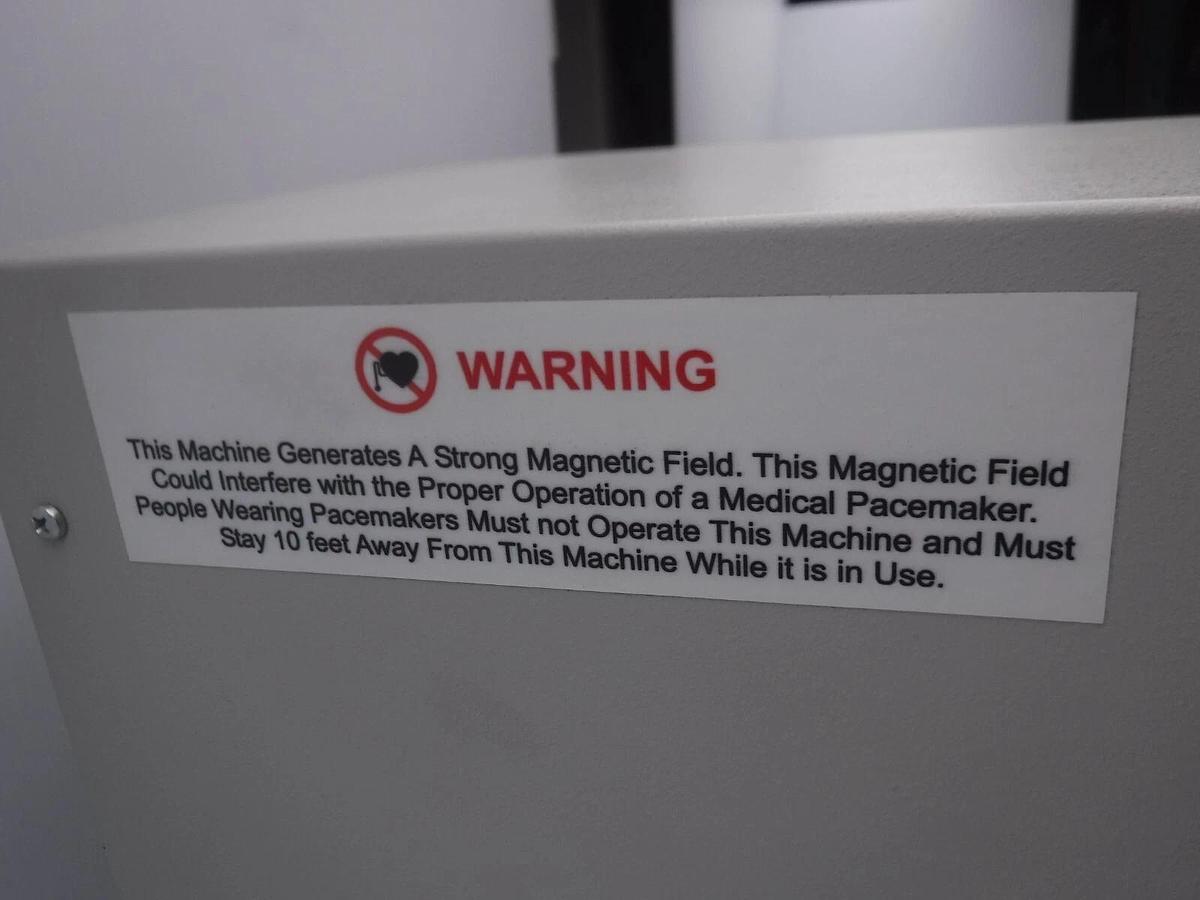 WARNING
This Machine Generates A Strong Magnetic Field. This Magnetic Field
Could Interfere with the Proper Operation of a Medical Pacemaker.
People Wearing Pacemakers Must not Operate This Machine and Must
Stay 10 feet Away From This Machine While it is in Use.